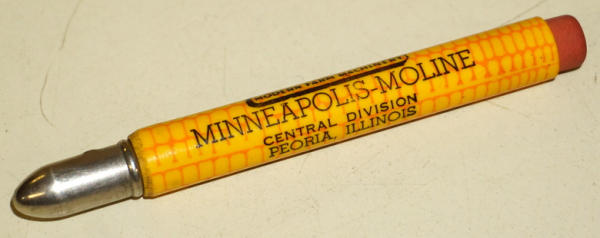 MODERN FARM MACHINERY
MINNEAPOLIS-MOLINE
CENTRAL DIVISION
PEORIA, ILLINOIS